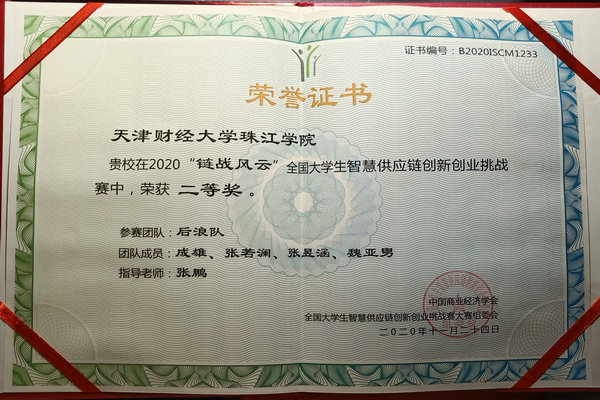 证书编号：B2020ISCM1233
荣誉证书
天津财经大学珠江学院
贵校在2020“链战风云”全国大学生智慧供应链创新创业挑战
赛中，荣获 二等奖。
参赛团队：后浪队
团队成员：成雄、张若澜、张昱涵、魏亚男
指导老师：张鹏
中国商业经济学会
全国大学生智慧供应链创新创业挑战赛大赛组委会
二〇二〇年十一月二十四日